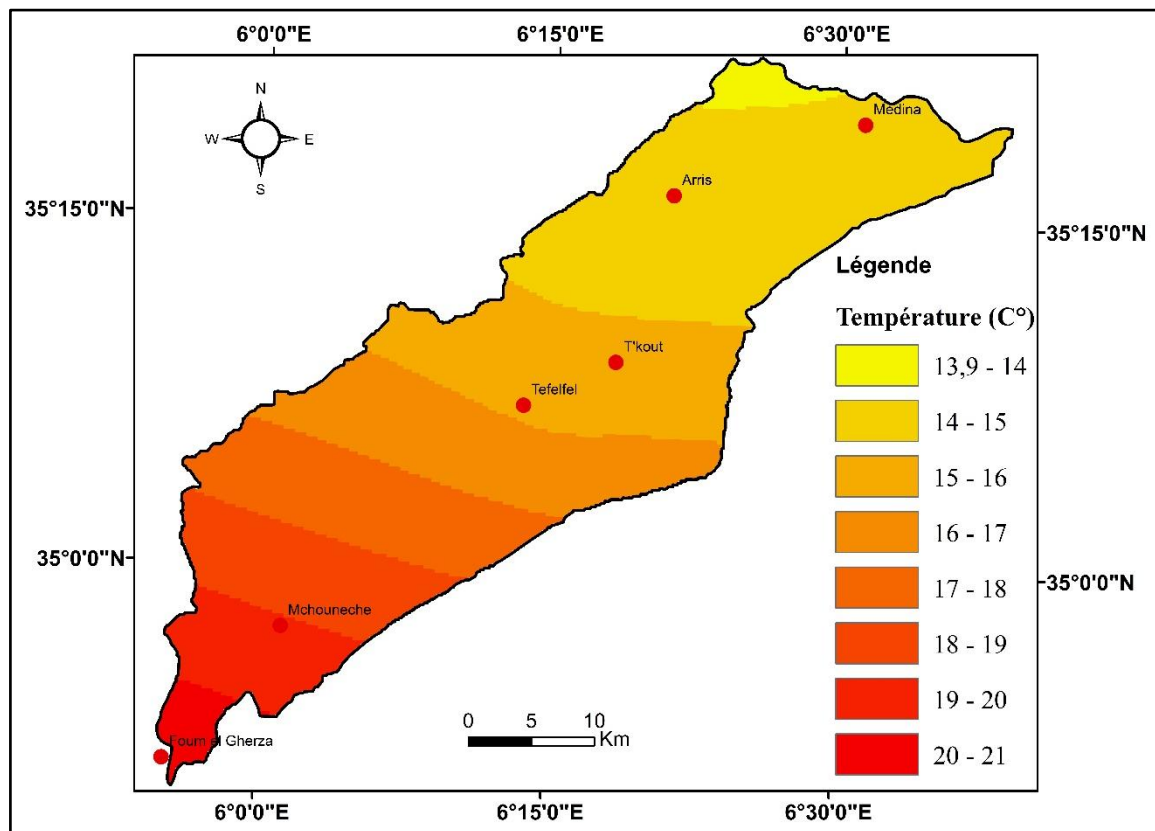 6°0'0"E 6°15'0"E 6°30'0"E
N
W E
S
Medina
Arris
35°15'0"N
35°15'0"N
Légende
Température (C°)
T'kout
13,9 - 14
Tefelfel
14 - 15
15 - 16
16 - 17
35°0'0"N
35°0'0"N
17 - 18
Mchouneche
18 - 19
19 - 20
0 5 10
Km
Foum el Gherza
20 - 21
6°0'0"E 6°15'0"E 6°30'0"E